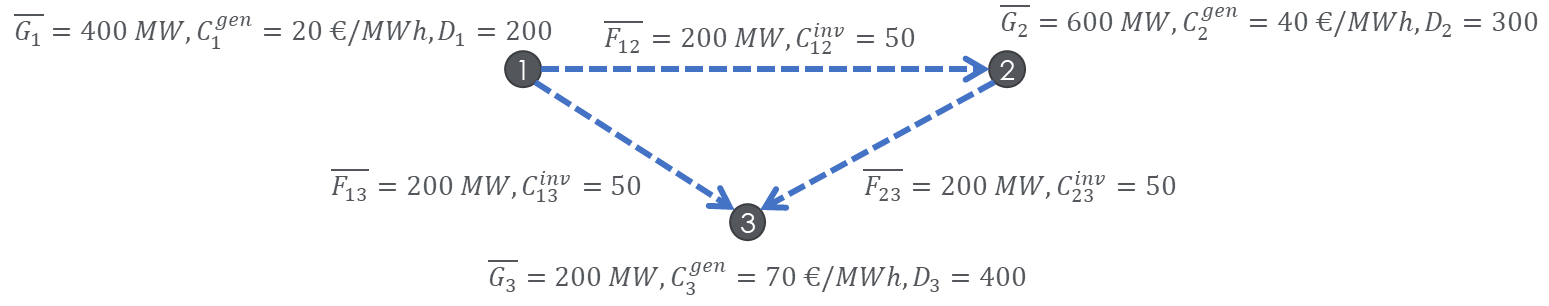 $\overline{G_1} = 400\ MW, C_1^{gen} = 20\ €/MWh, D_1 = 200$
$\overline{F_{12}} = 200\ MW, C_{12}^{inv} = 50$
$\overline{G_2} = 600\ MW, C_2^{gen} = 40\ €/MWh, D_2 = 300$
1
2
$\overline{F_{13}} = 200\ MW, C_{13}^{inv} = 50$
$\overline{F_{23}} = 200\ MW, C_{23}^{inv} = 50$
3
$\overline{G_3} = 200\ MW, C_3^{gen} = 70\ €/MWh, D_3 = 400$